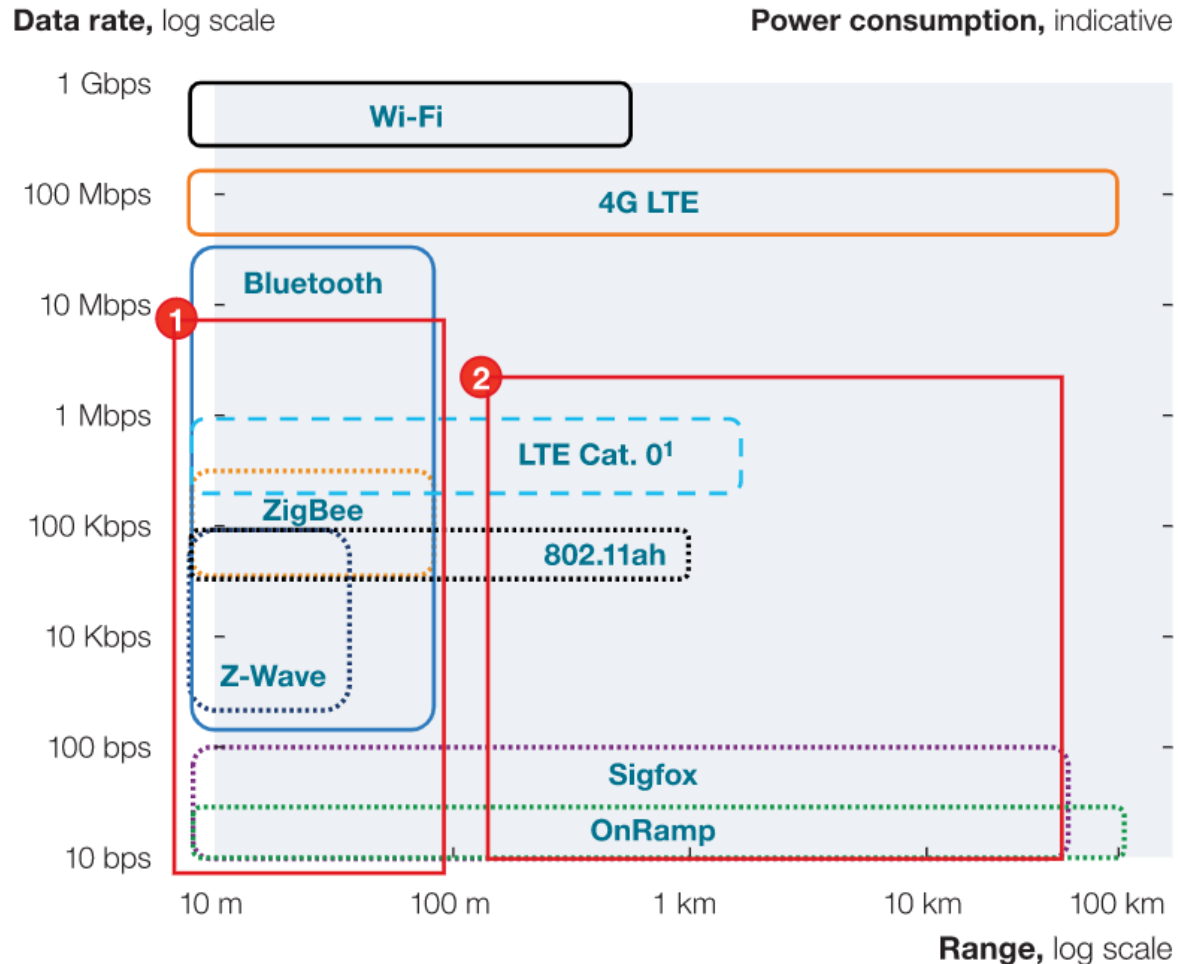 Data rate, log scale
Power consumption, indicative
1 Gbps
Wi-Fi
100 Mbps
4G LTE
Bluetooth
10 Mbps
1
2
1 Mbps
LTE Cat. 0¹
ZigBee
100 Kbps
802.11ah
10 Kbps
Z-Wave
100 bps
Sigfox
OnRamp
10 bps
10 m
100 m
1 km
10 km
100 km
Range, log scale